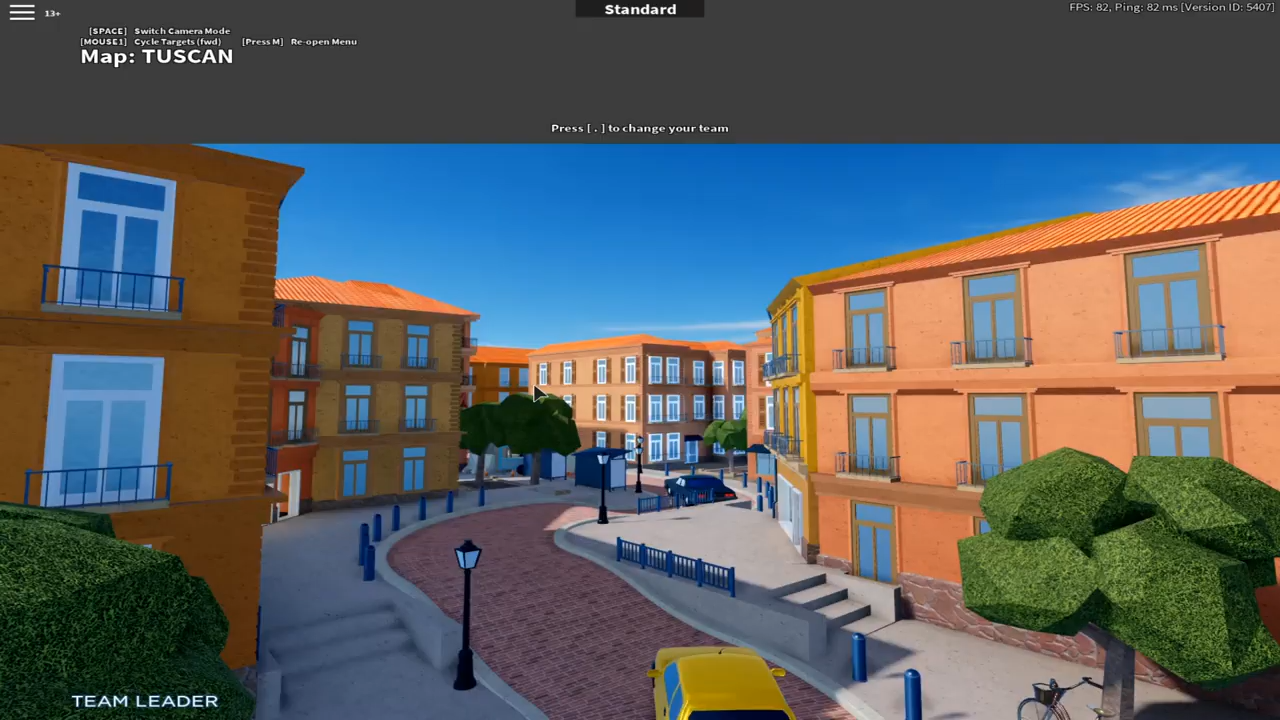 Standard
13+
FPS: 82, Ping: 82 ms [Version ID: 5407]
[SPACE] Switch Camera Mode
[MOUSE1] Cycle Targets (fwd) [Press M] Re-open Menu
Map: TUSCAN
Press [ . ] to change your team
TEAM LEADER